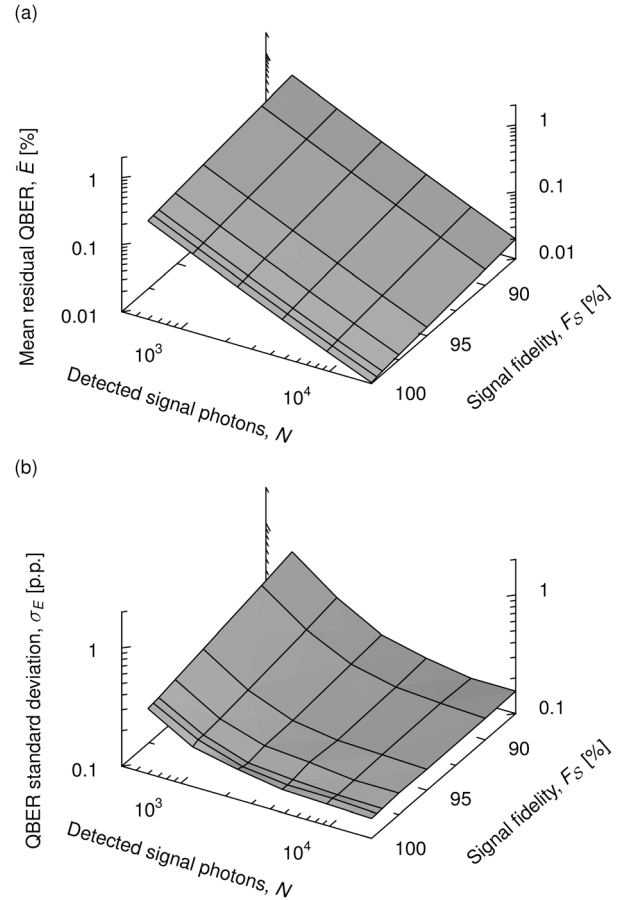 (a)
Mean residual QBER, Ē [%]
1
0.1
0.01
10³
10⁴
Detected signal photons, N
1
0.1
0.01
90
95
100
Signal fidelity, F_S [%]
(b)
QBER standard deviation, σ_E [p.p.]
1
0.1
10³
10⁴
Detected signal photons, N
1
0.1
90
95
100
Signal fidelity, F_S [%]